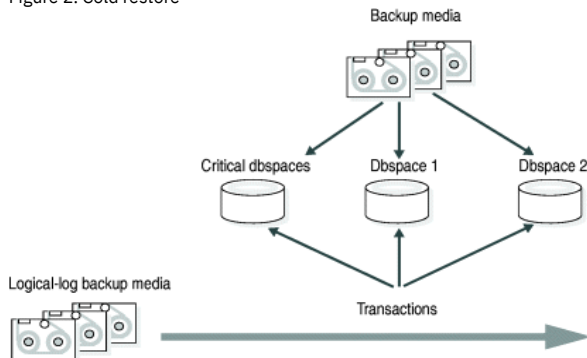 Figure 2. Cold restore
Backup media
Critical dbspaces
Dbspace 1
Dbspace 2
Logical-log backup media
Transactions